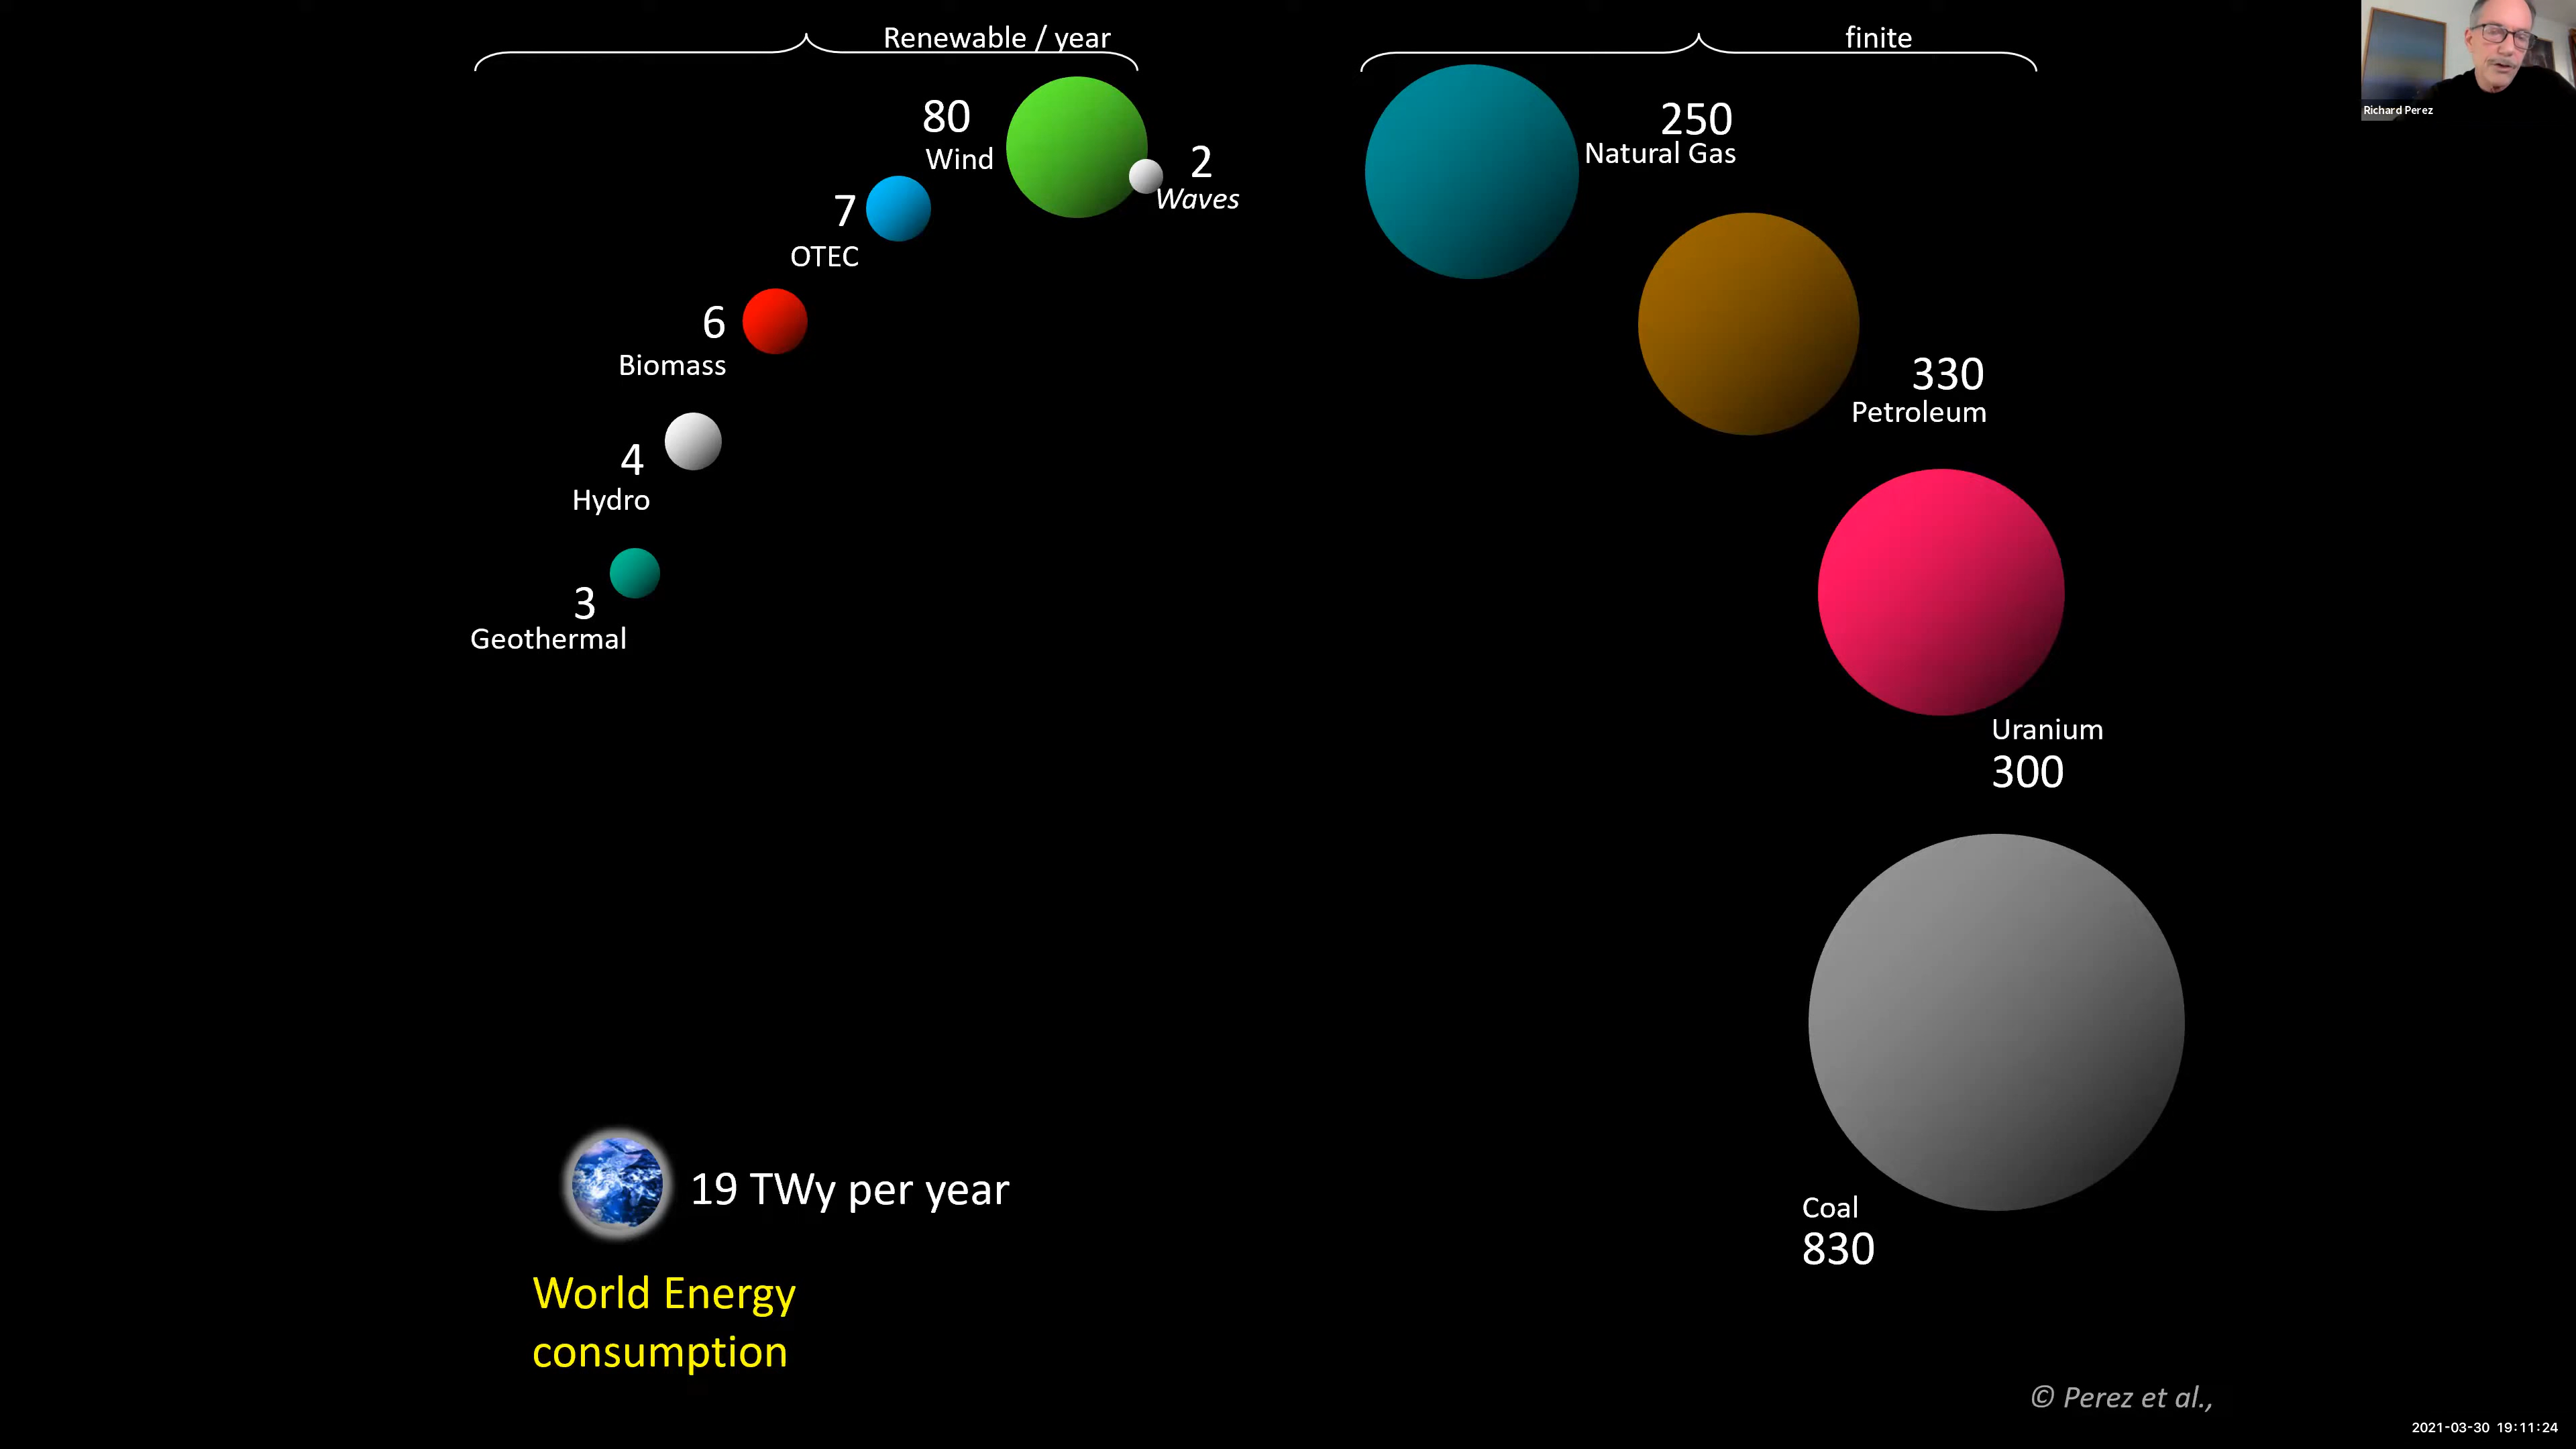 Renewable / year
finite
80
Wind
2
Waves
7
OTEC
6
Biomass
4
Hydro
3
Geothermal
250
Natural Gas
330
Petroleum
Uranium
300
Coal
830
19 TWy per year
World Energy
consumption
© Perez et al.,
Richard Perez
2021-03-30 19:11:24